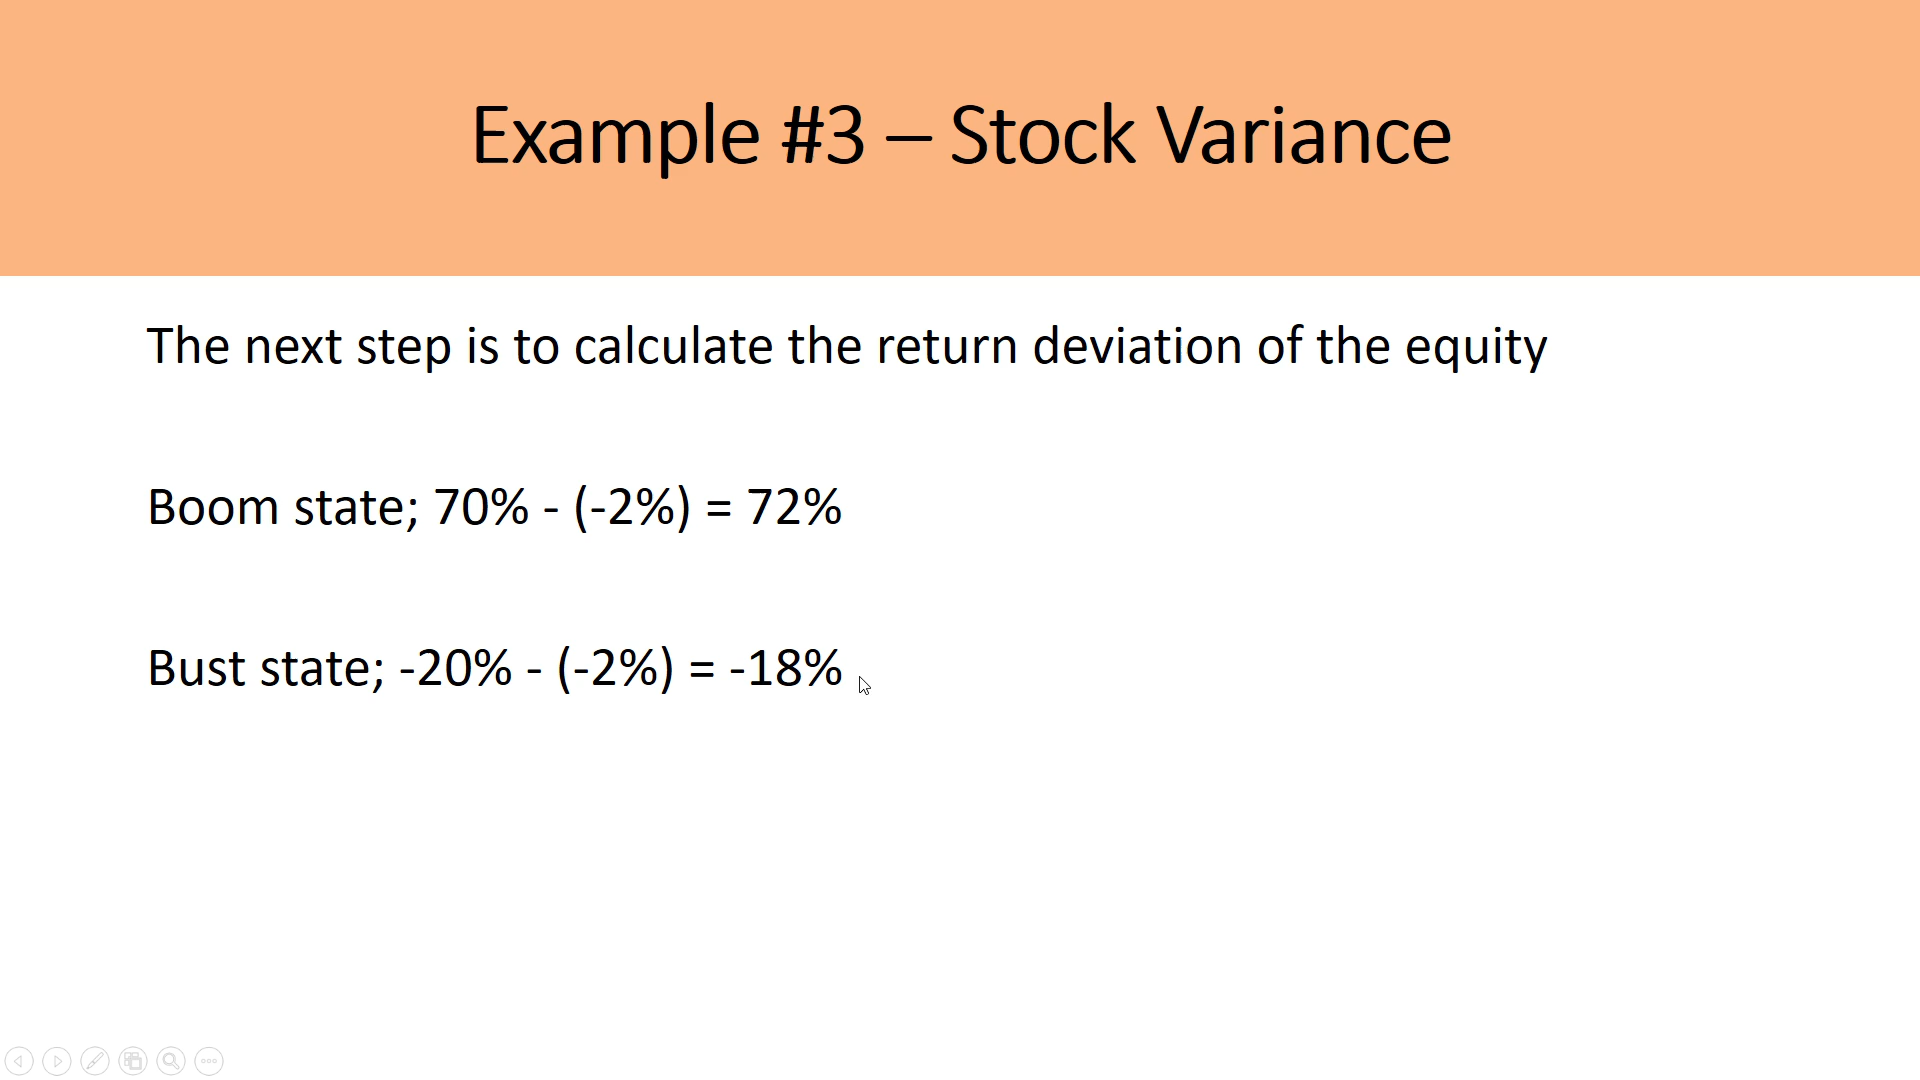 Example #3 – Stock Variance
The next step is to calculate the return deviation of the equity
Boom state; 70% - (-2%) = 72%
Bust state; -20% - (-2%) = -18%